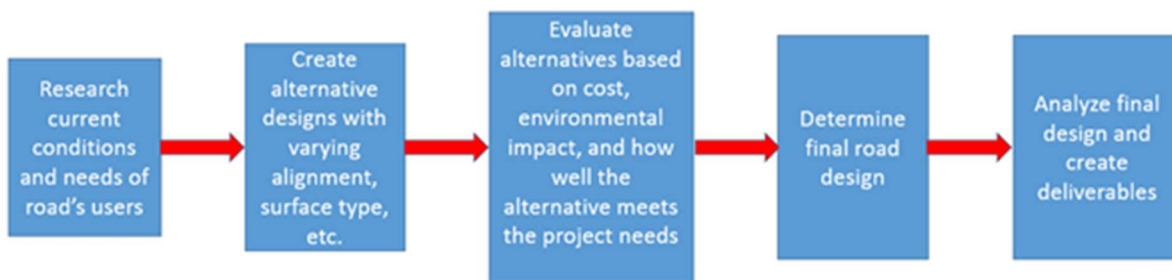 Research
current
conditions
and needs of
road's users
Create
alternative
designs with
varying
alignment,
surface type,
etc.
Evaluate
alternatives based
on cost,
environmental
impact, and how
well the
alternative meets
the project needs
Determine
final road
design
Analyze final
design and
create
deliverables